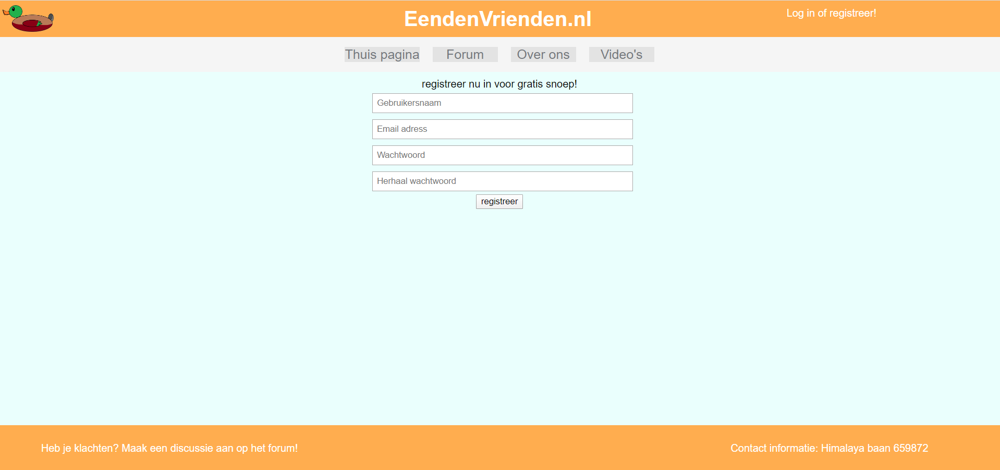 EendenVrienden.nl
Log in of registreer!
Thuis pagina
Forum
Over ons
Video's
registreer nu in voor gratis snoep!
Gebruikersnaam
Email adress
Wachtwoord
Herhaal wachtwoord
registreer
Heb je klachten? Maak een discussie aan op het forum!
Contact informatie: Himalaya baan 659872